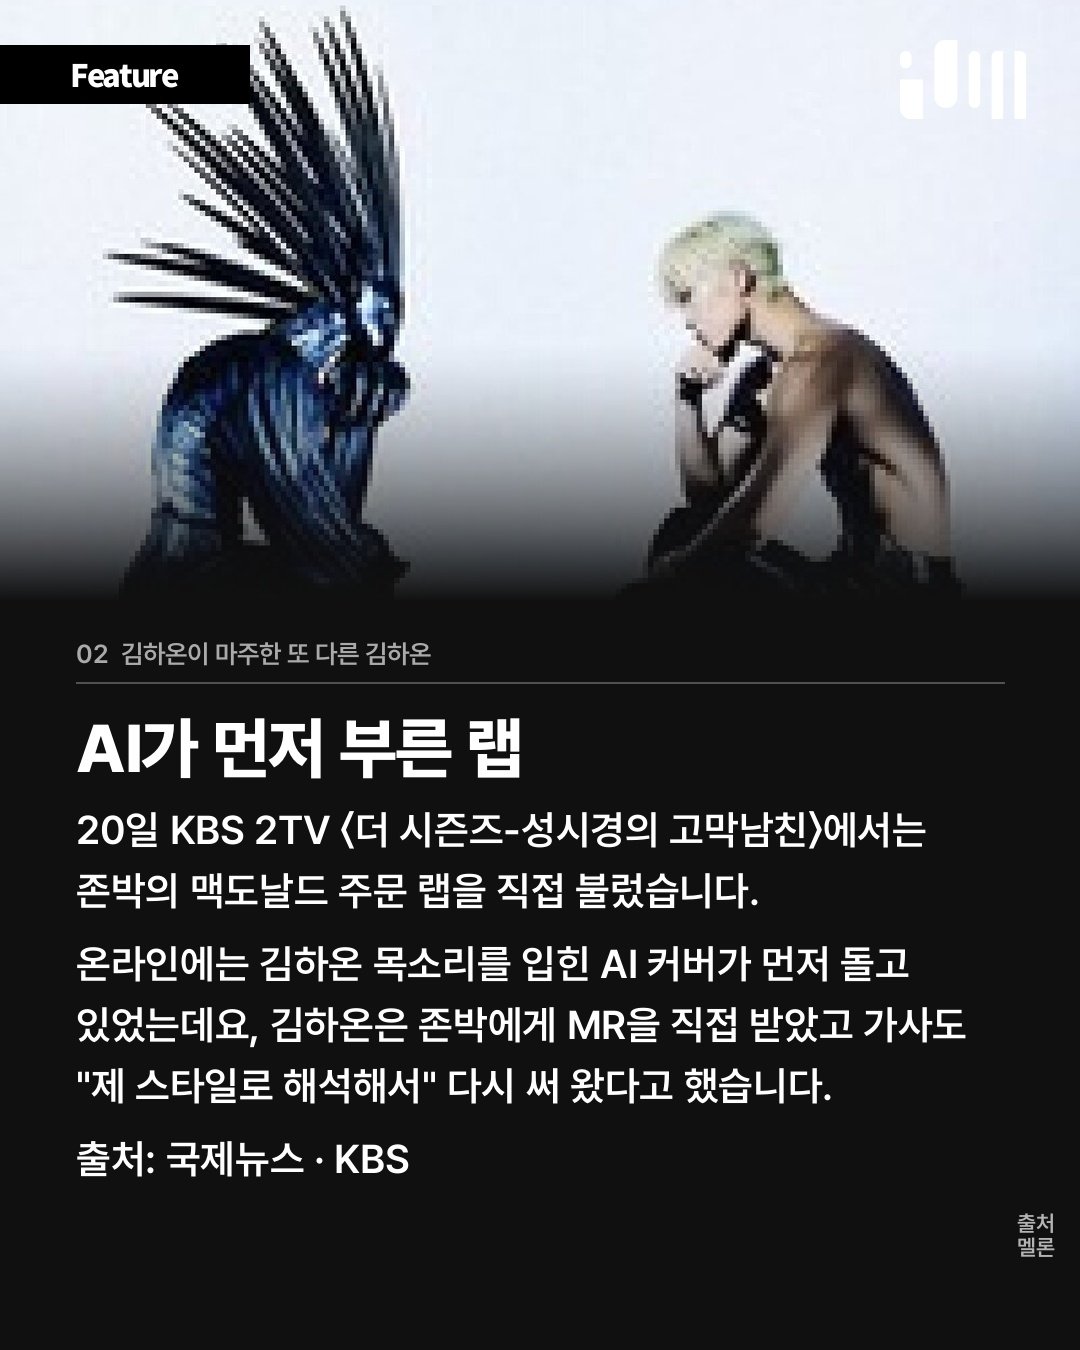 Feature
02 김하온이 마주한 또 다른 김하온
AI가 먼저 부른 랩
20일 KBS 2TV 〈더 시즌즈-성시경의 고막남친〉에서는
존박의 맥도날드 주문 랩을 직접 불렀습니다.
온라인에는 김하온 목소리를 입힌 AI 커버가 먼저 돌고
있었는데요, 김하온은 존박에게 MR을 직접 받았고 가사도
"제 스타일로 해석해서" 다시 써 왔다고 했습니다.
출처: 국제뉴스 · KBS
출처
멜론